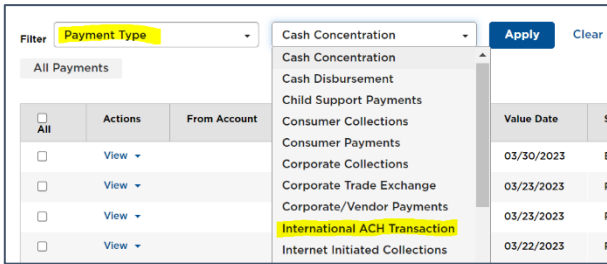 Filter Payment Type Cash Concentration Apply Clear
Cash Concentration
All Payments
Cash Disbursement
Child Support Payments
All Actions From Account Consumer Collections Value Date
Consumer Payments
View Corporate Collections 03/30/2023
View Corporate Trade Exchange 03/23/2023
Corporate/Vendor Payments
View International ACH Transaction 03/23/2023
View Internet Initiated Collections 03/22/2023